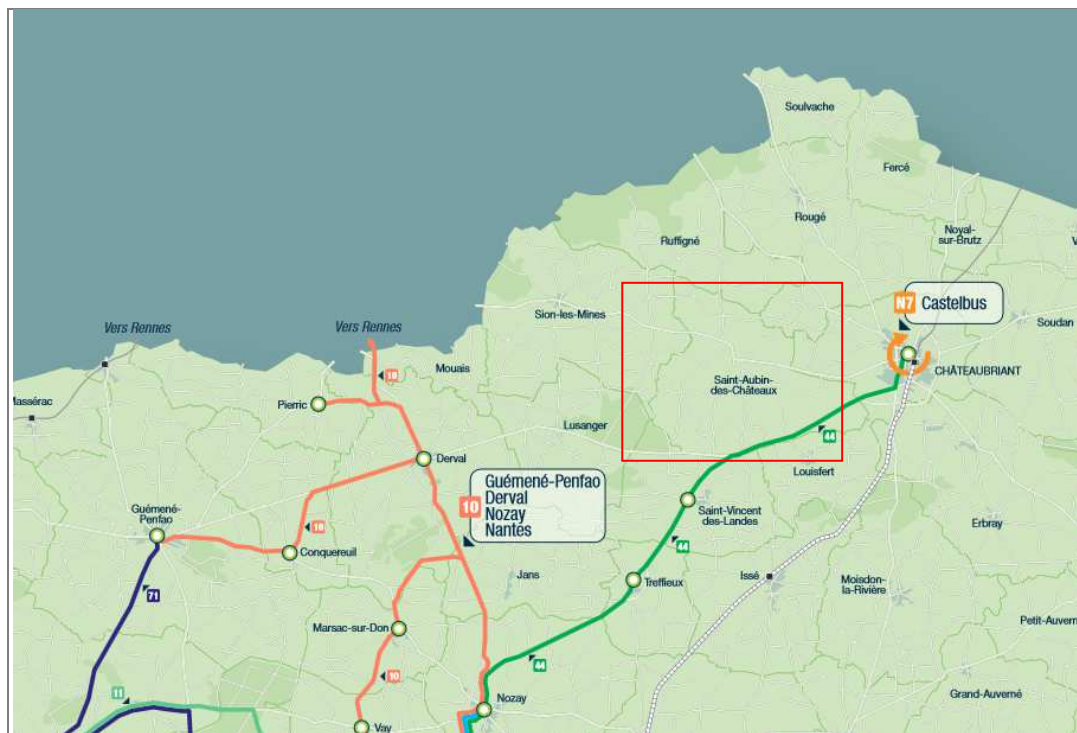 Soulvache
Fercé
Rougé
Noyal-
sur-Brutz
Ruffigné
N7 Castelbus
Sion-les-Mines
Soudan
Vers Rennes
Vers Rennes
10
Mouais
CHÂTEAUBRIANT
Saint-Aubin-
des-Châteaux
Massérac
Pierric
Lusanger
44
Derval
Louisfert
10
Guémené-Penfao
Derval
Nozay
Nantes
Guémené-
Penfao
Saint-Vincent
des-Landes
10
Erbray
Conquereuil
44
Jans
Treffieux
Issé
Moisdon-
la-Rivière
71
Marsac-sur-Don
Petit-Auverné
44
10
11
Nozay
Grand-Auverné
Vay